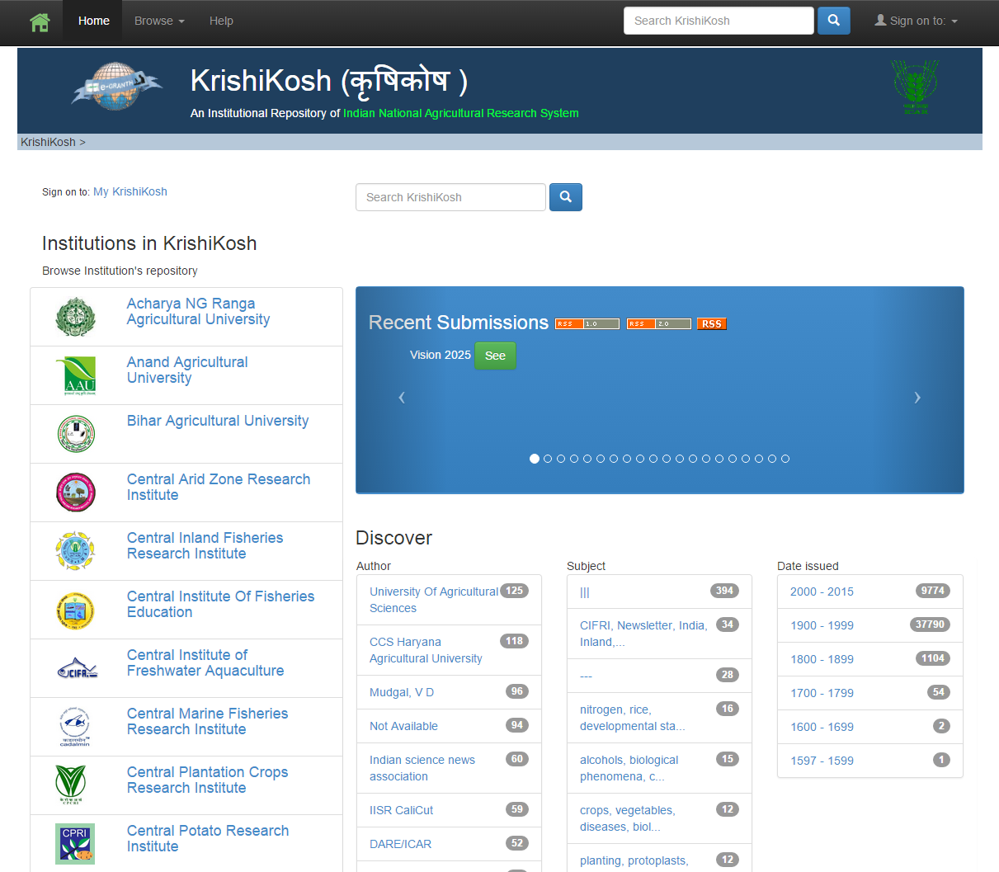 Home Browse Help Search KrishiKosh Sign on to:
e-GRANTH
KrishiKosh (कृषिकोष )
An Institutional Repository of Indian National Agricultural Research System
KrishiKosh >
Sign on to: My KrishiKosh
Search KrishiKosh
Institutions in KrishiKosh
Browse Institution's repository
Acharya NG Ranga
Agricultural University
AAU
Anand Agricultural
University
Bihar Agricultural University
Central Arid Zone Research
Institute
Central Inland Fisheries
Research Institute
Central Institute Of Fisheries
Education
CIFA
Central Institute of
Freshwater Aquaculture
cadalmin
Central Marine Fisheries
Research Institute
CPCRI
Central Plantation Crops
Research Institute
CPRI
Central Potato Research
Institute
Recent Submissions RSS 1.0 RSS 2.0 RSS
Vision 2025 See
Discover
Author
University Of Agricultural 125
Sciences
CCS Haryana 118
Agricultural University
Mudgal, V D 96
Not Available 94
Indian science news 60
association
IISR CaliCut 59
DARE/ICAR 52
Subject
||| 394
CIFRI, Newsletter, India, 34
Inland,...
--- 28
nitrogen, rice, 16
developmental sta...
alcohols, biological 15
phenomena, c...
crops, vegetables, 12
diseases, biol...
planting, protoplasts, 12
Date issued
2000 - 2015 9774
1900 - 1999 37790
1800 - 1899 1104
1700 - 1799 54
1600 - 1699 2
1597 - 1599 1